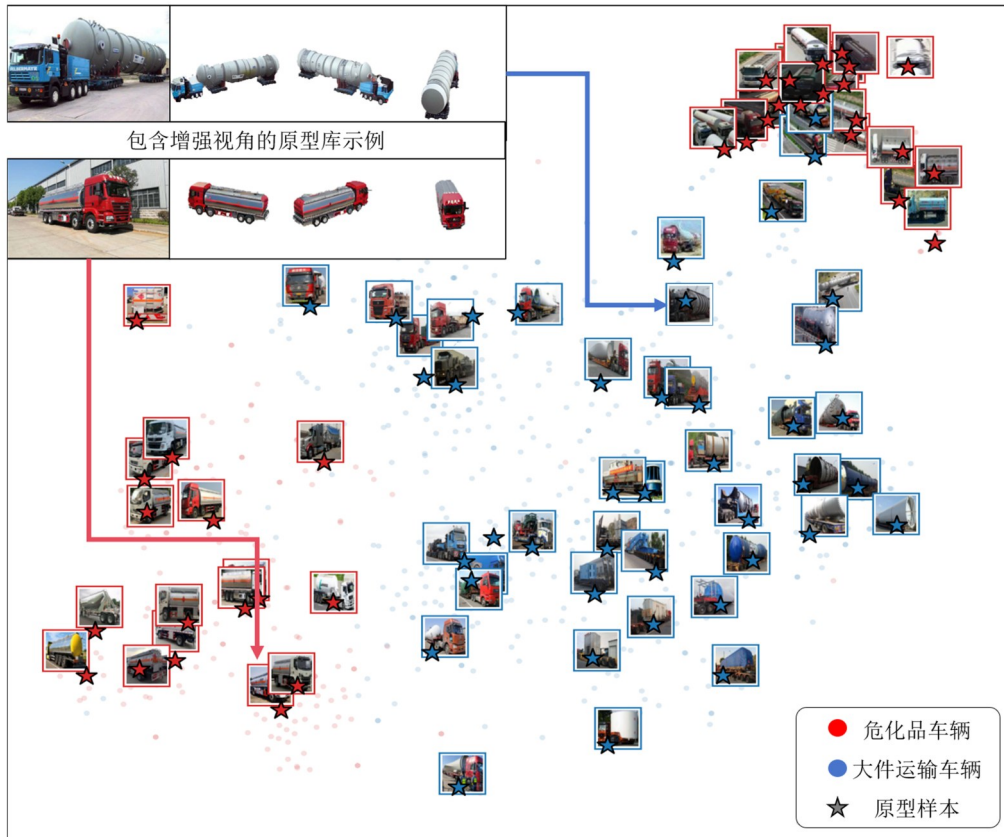 包含增强视角的原型库示例
危化品车辆
大件运输车辆
原型样本